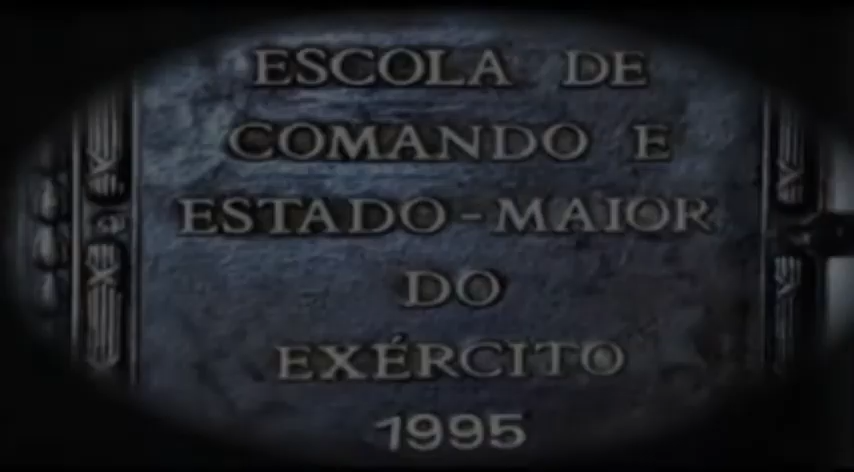 ESCOLA DE
COMANDO E
ESTADO-MAIOR
DO
EXÉRCITO
1995